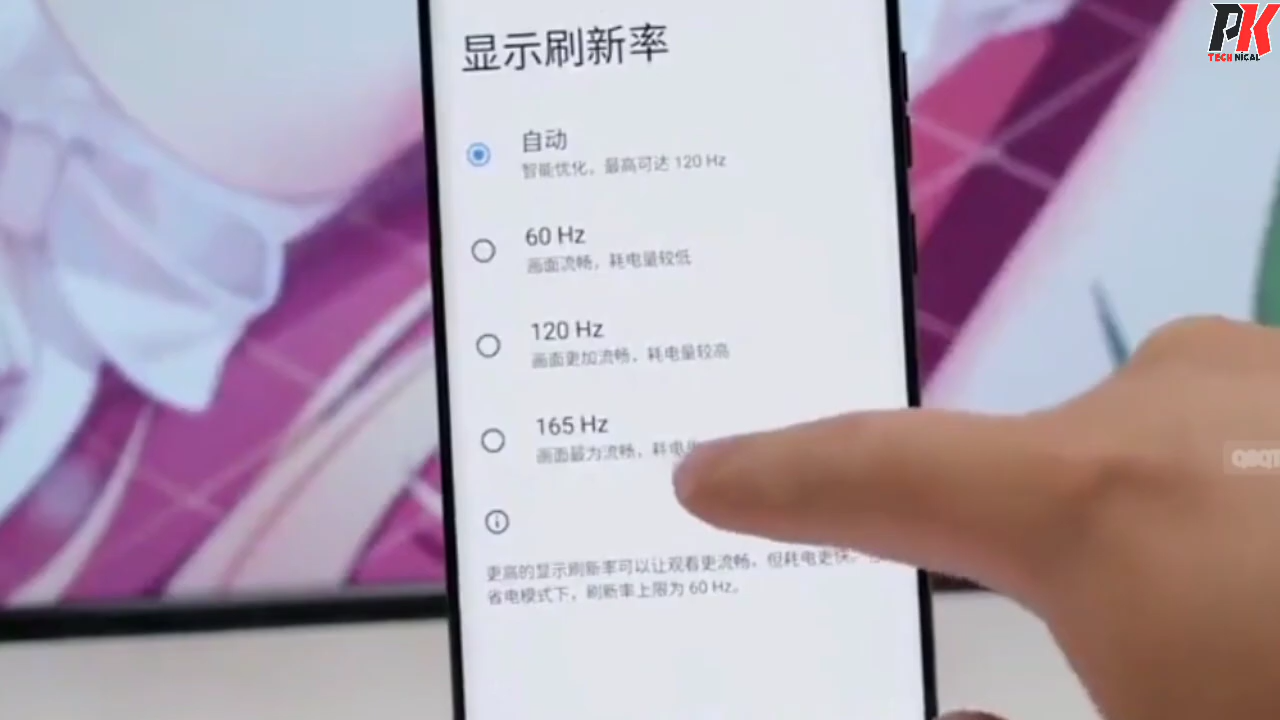 PK
TECHNICAL
显示刷新率
自动
智能优化，最高可达 120 Hz
60 Hz
画面流畅，耗电量较低
120 Hz
画面更加流畅，耗电量较高
165 Hz
画面最为流畅，耗电
更高的显示刷新率可以让观看更流畅，但耗电更快。
省电模式下，刷新率上限为 60 Hz。